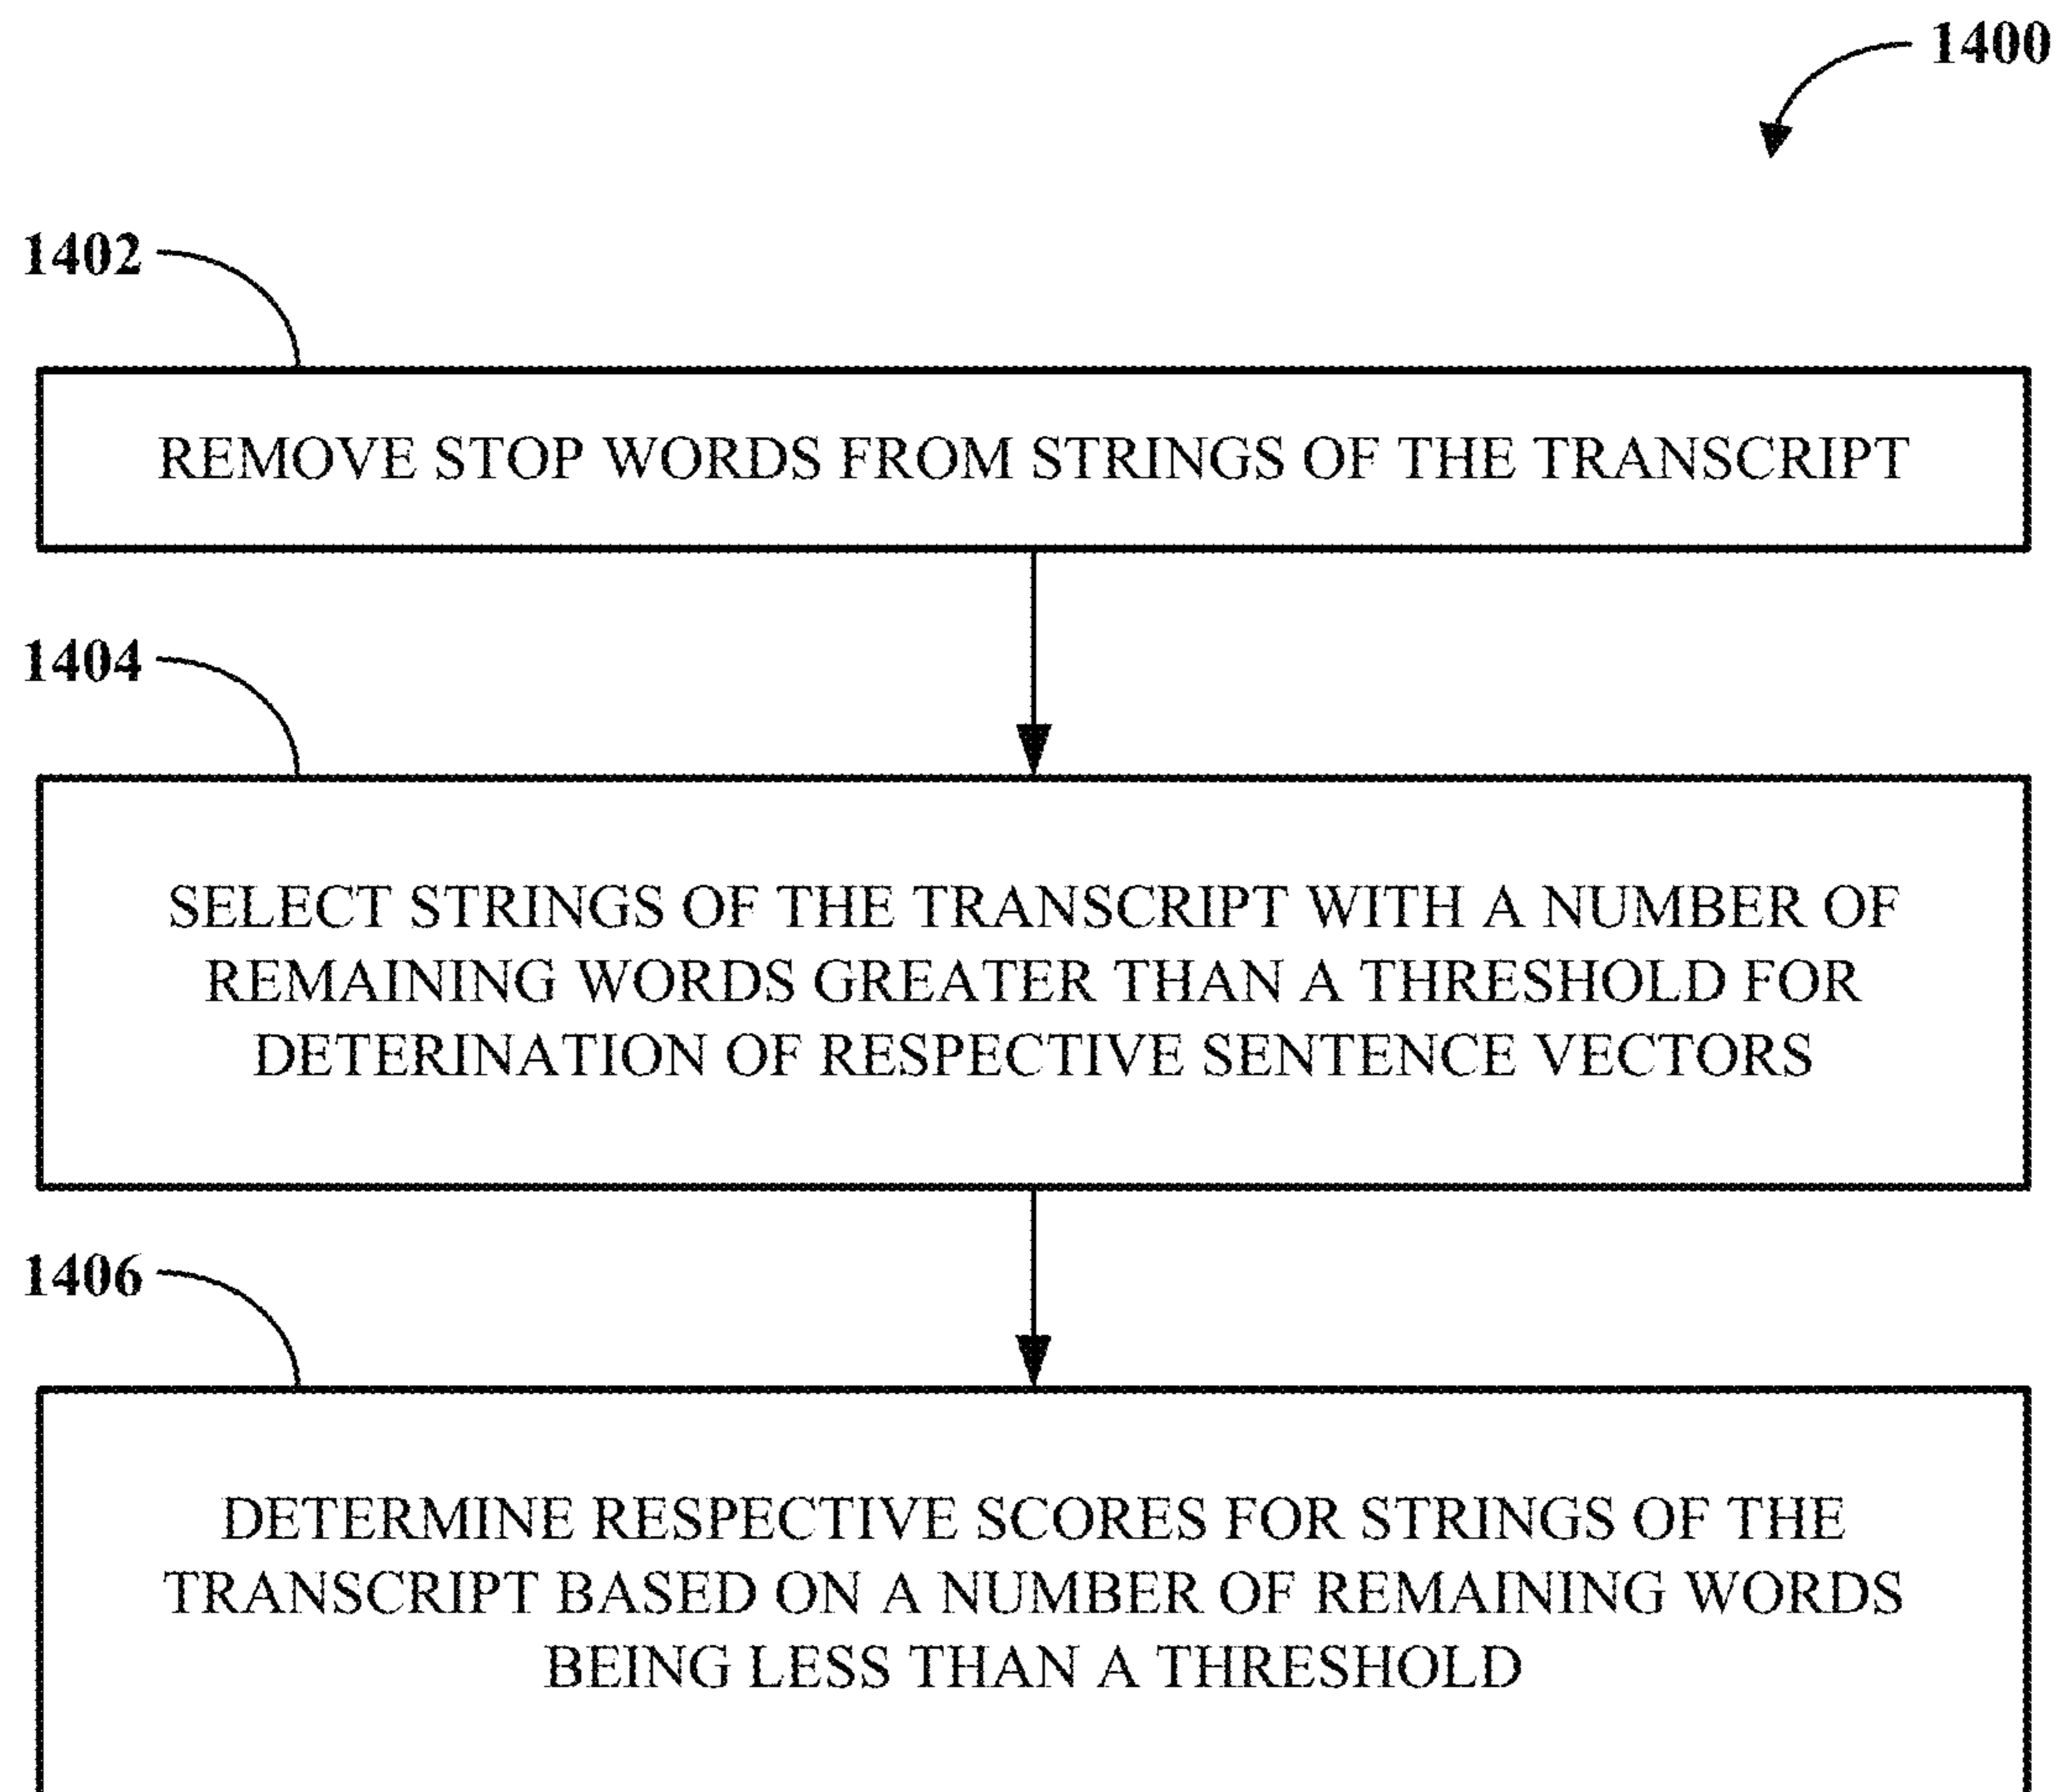 1400
1402
REMOVE STOP WORDS FROM STRINGS OF THE TRANSCRIPT
1404
SELECT STRINGS OF THE TRANSCRIPT WITH A NUMBER OF
REMAINING WORDS GREATER THAN A THRESHOLD FOR
DETERINATION OF RESPECTIVE SENTENCE VECTORS
1406
DETERMINE RESPECTIVE SCORES FOR STRINGS OF THE
TRANSCRIPT BASED ON A NUMBER OF REMAINING WORDS
BEING LESS THAN A THRESHOLD